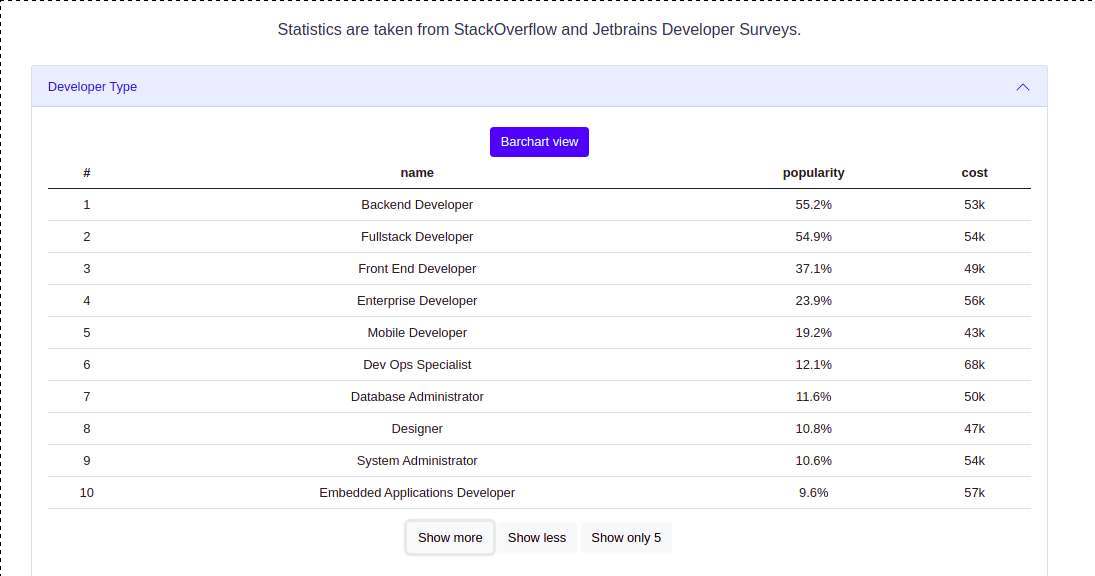 Statistics are taken from StackOverflow and Jetbrains Developer Surveys.
Developer Type
Barchart view
# name popularity cost
1 Backend Developer 55.2% 53k
2 Fullstack Developer 54.9% 54k
3 Front End Developer 37.1% 49k
4 Enterprise Developer 23.9% 56k
5 Mobile Developer 19.2% 43k
6 Dev Ops Specialist 12.1% 68k
7 Database Administrator 11.6% 50k
8 Designer 10.8% 47k
9 System Administrator 10.6% 54k
10 Embedded Applications Developer 9.6% 57k
Show more Show less Show only 5